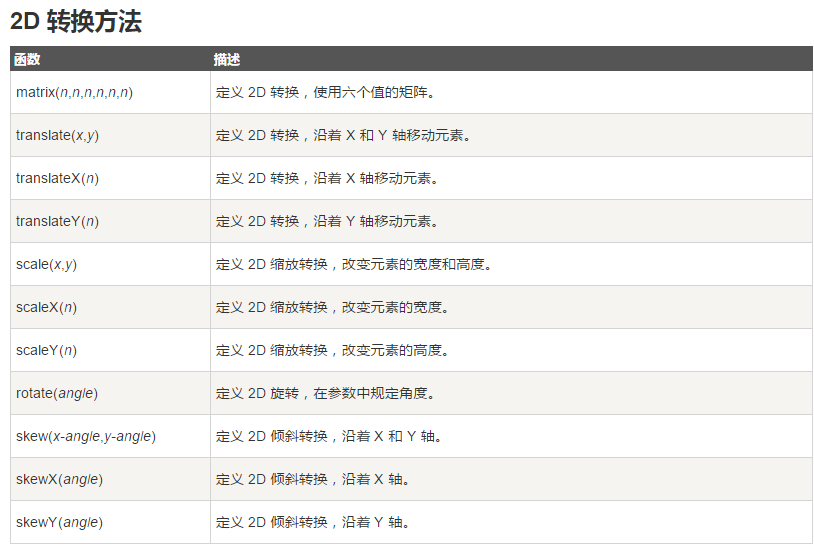 2D 转换方法
函数 描述
matrix(n,n,n,n,n,n) 定义 2D 转换，使用六个值的矩阵。
translate(x,y) 定义 2D 转换，沿着 X 和 Y 轴移动元素。
translateX(n) 定义 2D 转换，沿着 X 轴移动元素。
translateY(n) 定义 2D 转换，沿着 Y 轴移动元素。
scale(x,y) 定义 2D 缩放转换，改变元素的宽度和高度。
scaleX(n) 定义 2D 缩放转换，改变元素的宽度。
scaleY(n) 定义 2D 缩放转换，改变元素的高度。
rotate(angle) 定义 2D 旋转，在参数中规定角度。
skew(x-angle,y-angle) 定义 2D 倾斜转换，沿着 X 和 Y 轴。
skewX(angle) 定义 2D 倾斜转换，沿着 X 轴。
skewY(angle) 定义 2D 倾斜转换，沿着 Y 轴。